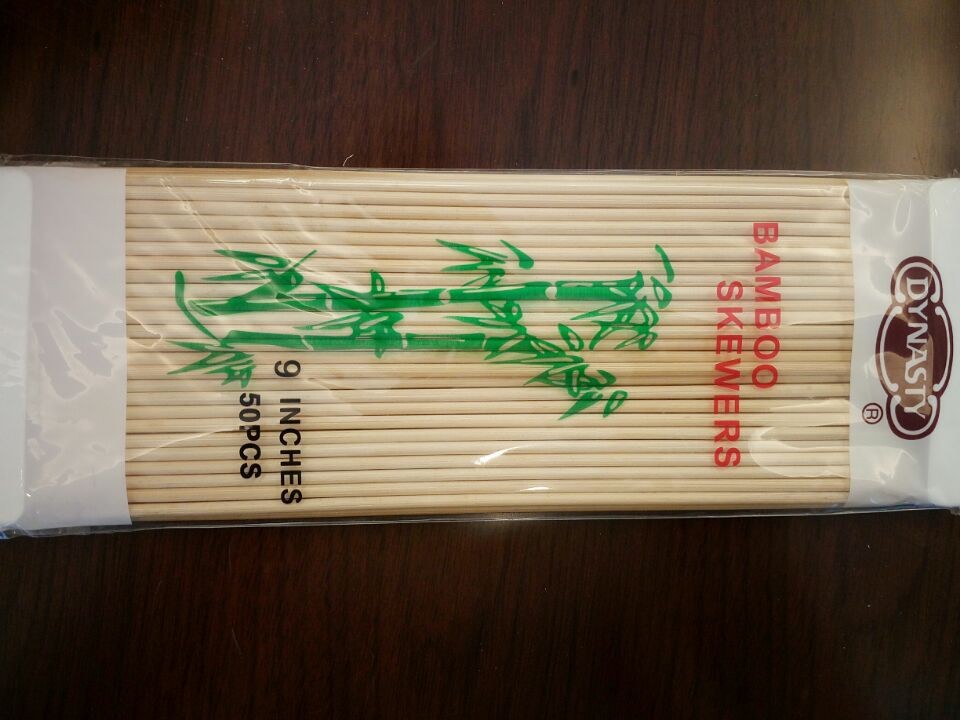 DYNASTY
®
BAMBOO
SKEWERS
9 INCHES
50PCS